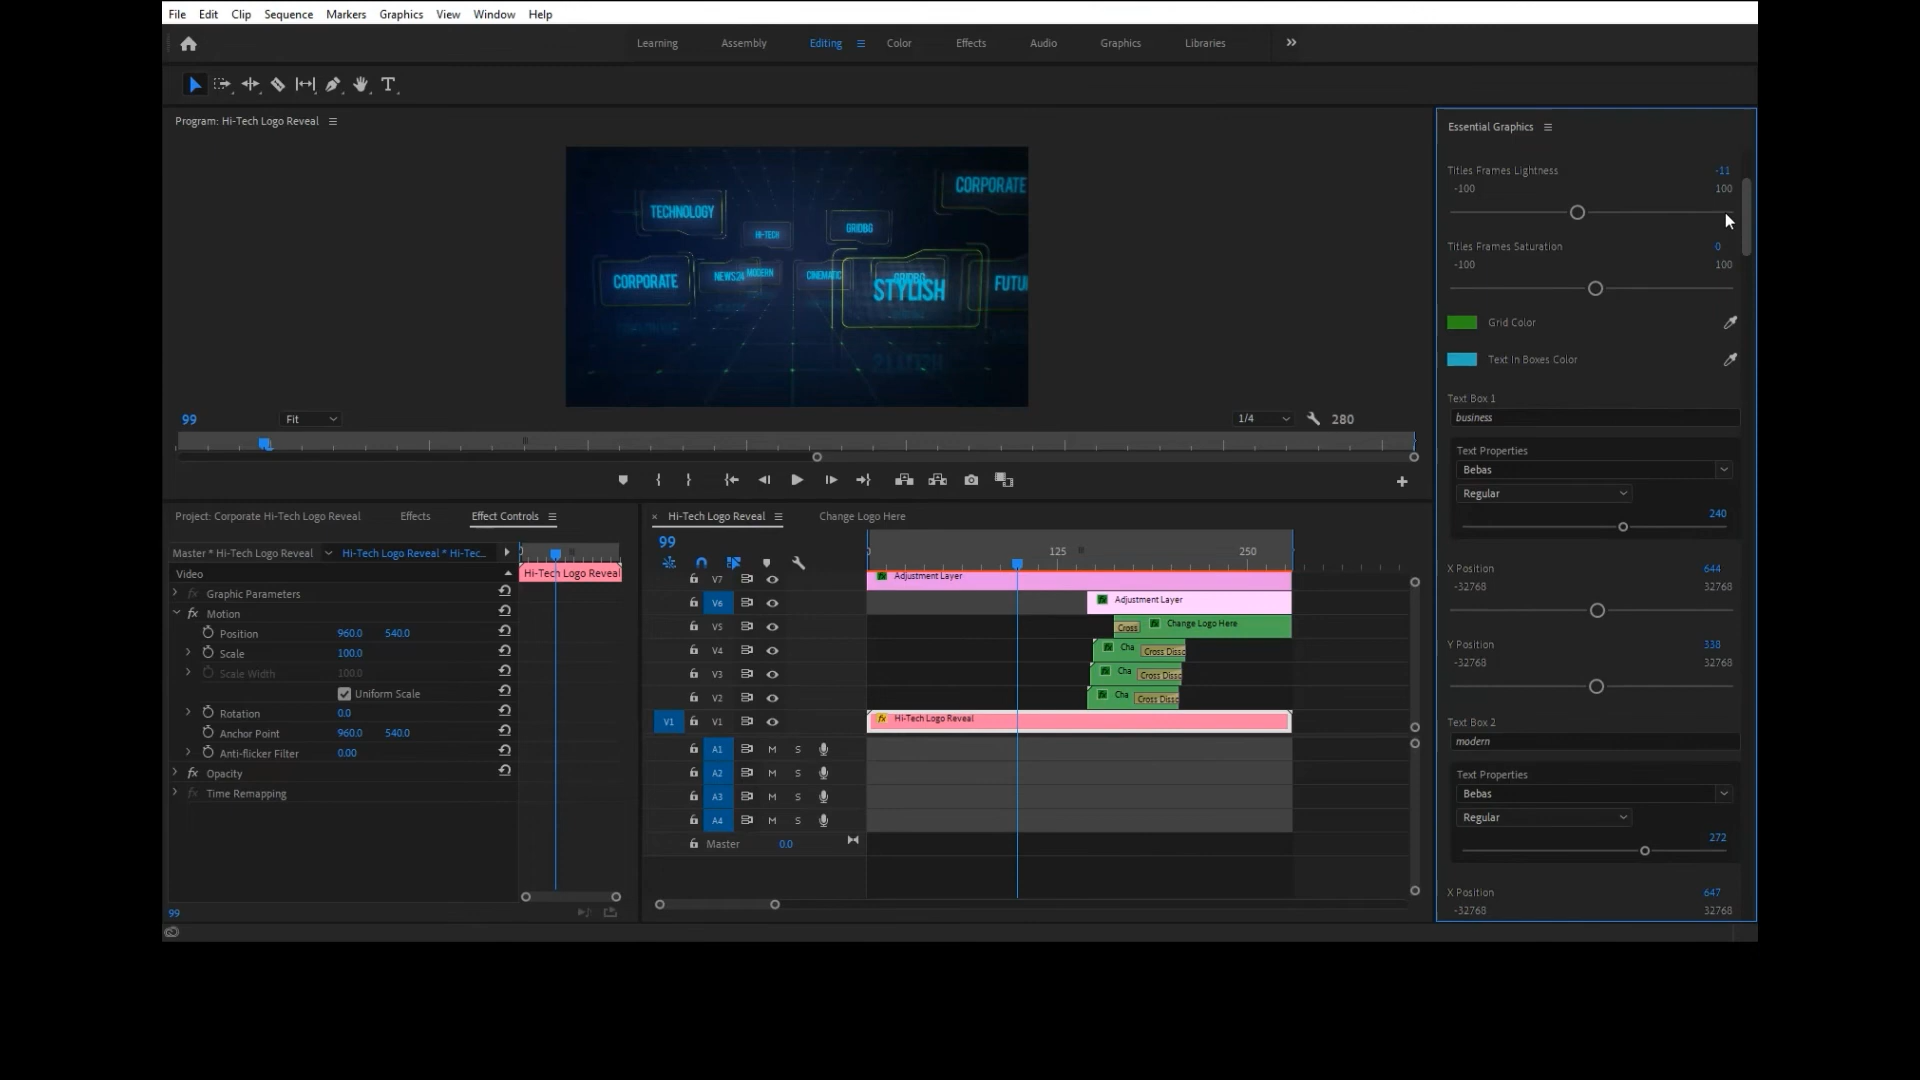 File Edit Clip Sequence Markers Graphics View Window Help
Learning Assembly Editing Color Effects Audio Graphics Libraries
Program: Hi-Tech Logo Reveal
TECHNOLOGY
HI-TECH
GRIDBG
CORPORATE
CORPORATE
NEWS24
MODERN
CINEMATIC
GRIDBG
STYLISH
FUTU
99 Fit 1/4 280
Project: Corporate Hi-Tech Logo Reveal Effects Effect Controls
Master * Hi-Tech Logo Reveal Hi-Tech Logo Reveal * Hi-Tec...
Hi-Tech Logo Reveal
Video
Graphic Parameters
fx Motion
Position 960.0 540.0
Scale 100.0
Scale Width 100.0
Uniform Scale
Rotation 0.0
Anchor Point 960.0 540.0
Anti-flicker Filter 0.00
fx Opacity
fx Time Remapping
99
× Hi-Tech Logo Reveal Change Logo Here
99
0 125 250
V7 Adjustment Layer
V6 Adjustment Layer
V5 Cross Change Logo Here
V4 Cha Cross Diss
V3 Cha Cross Diss
V2 Cha Cross Diss
V1 V1 Hi-Tech Logo Reveal
A1 M S
A2 M S
A3 M S
A4 M S
Master 0.0
Essential Graphics
Titles Frames Lightness -11
-100 100
Titles Frames Saturation 0
-100 100
Grid Color
Text In Boxes Color
Text Box 1
business
Text Properties
Bebas
Regular
240
X Position 644
-32768 32768
Y Position 338
-32768 32768
Text Box 2
modern
Text Properties
Bebas
Regular
272
X Position 647
-32768 32768